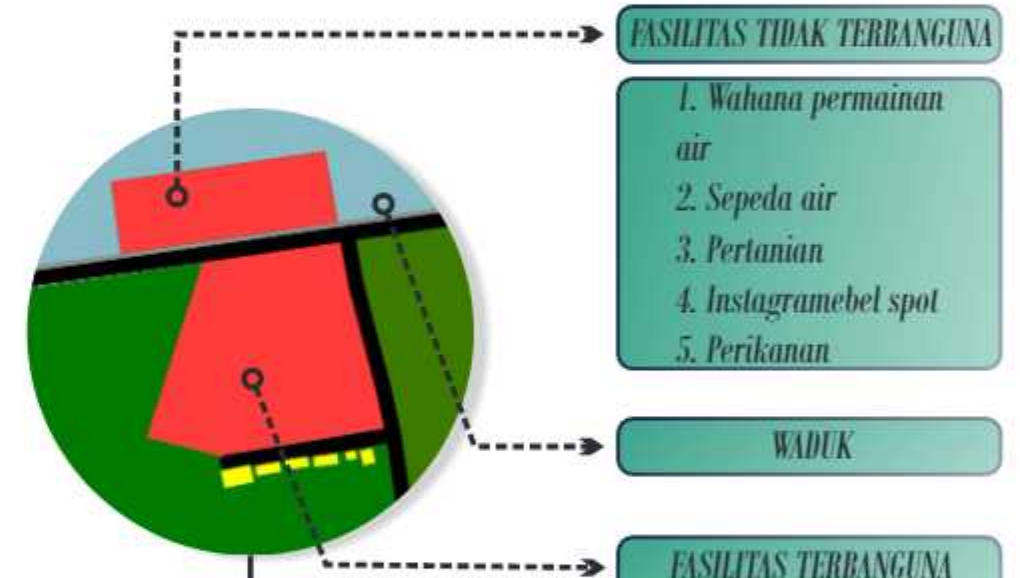 FASILITAS TIDAK TERBANGUNA
1. Wahana permainan
air
2. Sepeda air
3. Pertanian
4. Instagramebel spot
5. Perikanan
WADUK
FASILITAS TERBANGUNA